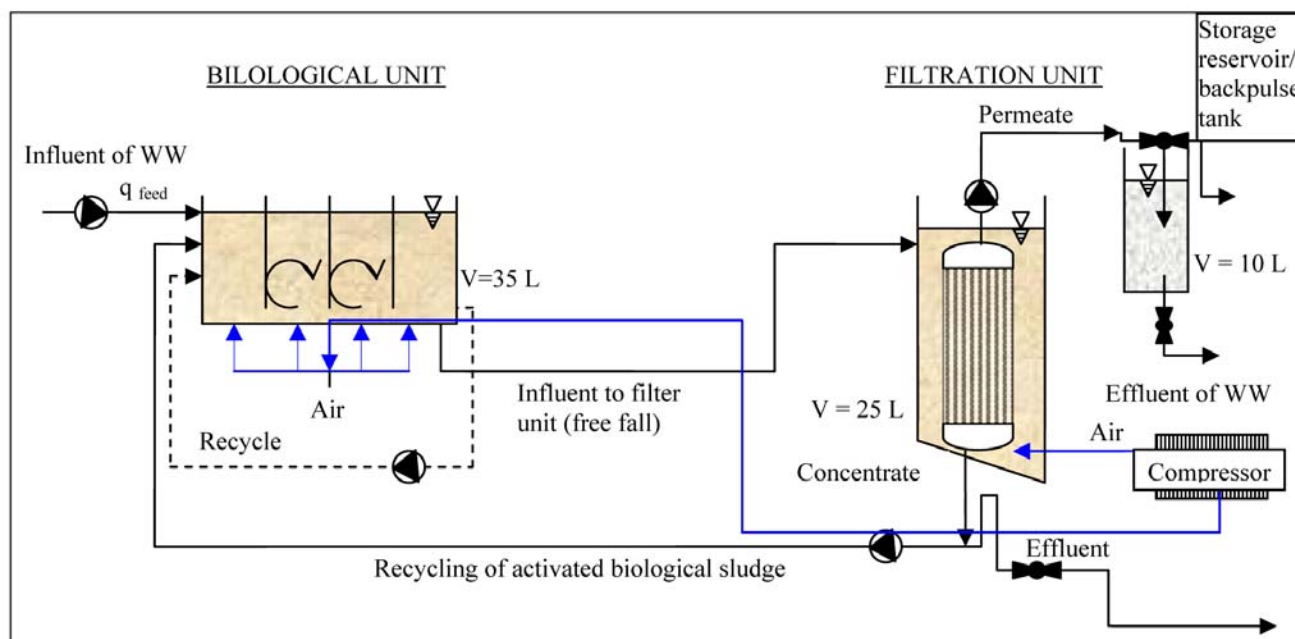 BILOLOGICAL UNIT
FILTRATION UNIT
Storage
reservoir/
backpulse
tank
Permeate
Influent of WW
q feed
V=35 L
V = 10 L
Air
Influent to filter
unit (free fall)
V = 25 L
Effluent of WW
Air
Recycle
Concentrate
Compressor
Effluent
Recycling of activated biological sludge